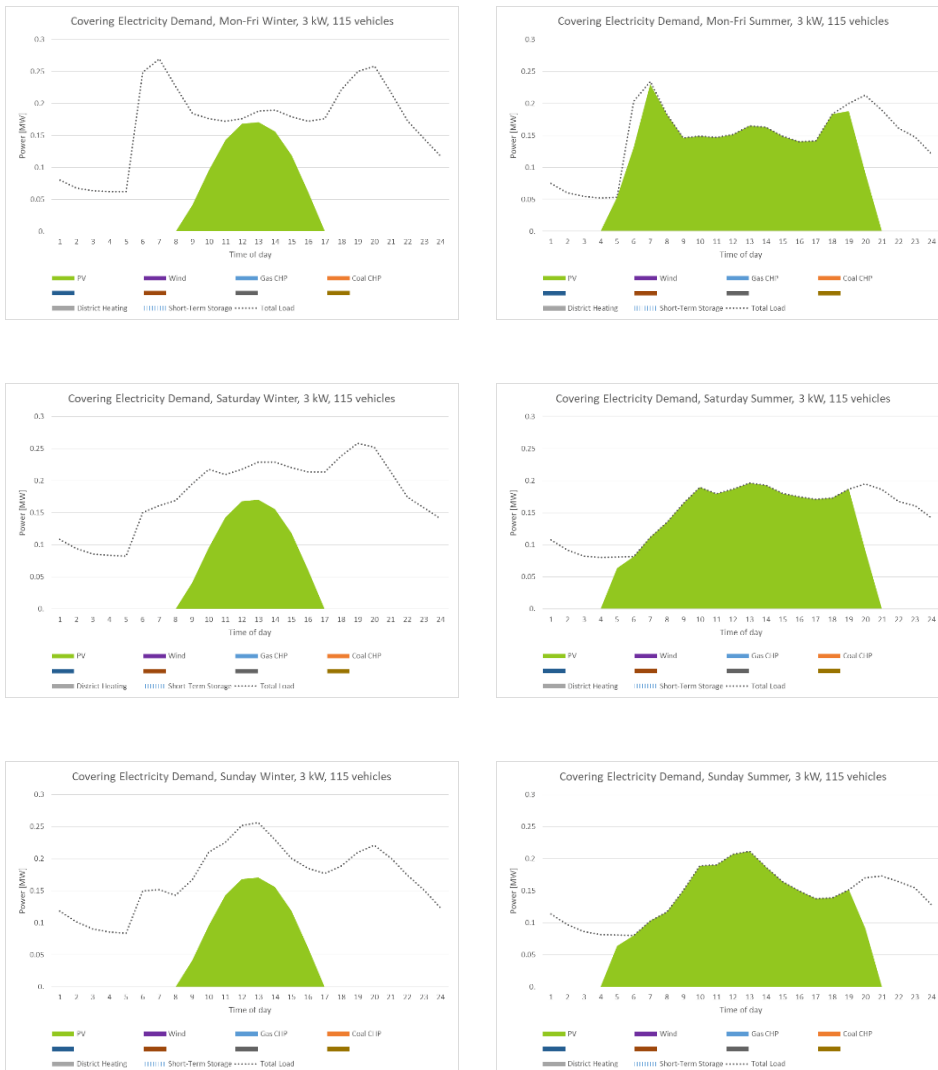 Covering Electricity Demand, Mon-Fri Winter, 3 kW, 115 vehicles
0.3
0.25
0.2
0.15
0.1
0.05
0.
Power [MW]
1 2 3 4 5 6 7 8 9 10 11 12 13 14 15 16 17 18 19 20 21 22 23 24
Time of day
PV Wind Gas CHP Coal CHP
District Heating Short-Term Storage Total Load
Covering Electricity Demand, Mon-Fri Summer, 3 kW, 115 vehicles
0.3
0.25
0.2
0.15
0.1
0.05
0.
Power [MW]
1 2 3 4 5 6 7 8 9 10 11 12 13 14 15 16 17 18 19 20 21 22 23 24
Time of day
PV Wind Gas CHP Coal CHP
District Heating Short-Term Storage Total Load
Covering Electricity Demand, Saturday Winter, 3 kW, 115 vehicles
0.3
0.25
0.2
0.15
0.1
0.05
0.
Power [MW]
1 2 3 4 5 6 7 8 9 10 11 12 13 14 15 16 17 18 19 20 21 22 23 24
Time of day
PV Wind Gas CHP Coal CHP
District Heating Short-Term Storage Total Load
Covering Electricity Demand, Saturday Summer, 3 kW, 115 vehicles
0.3
0.25
0.2
0.15
0.1
0.05
0.
Power [MW]
1 2 3 4 5 6 7 8 9 10 11 12 13 14 15 16 17 18 19 20 21 22 23 24
Time of day
PV Wind Gas CHP Coal CHP
District Heating Short-Term Storage Total Load
Covering Electricity Demand, Sunday Winter, 3 kW, 115 vehicles
0.3
0.25
0.2
0.15
0.1
0.05
0.
Power [MW]
1 2 3 4 5 6 7 8 9 10 11 12 13 14 15 16 17 18 19 20 21 22 23 24
Time of day
PV Wind Gas CHP Coal CHP
District Heating Short-Term Storage Total Load
Covering Electricity Demand, Sunday Summer, 3 kW, 115 vehicles
0.3
0.25
0.2
0.15
0.1
0.05
0.
Power [MW]
1 2 3 4 5 6 7 8 9 10 11 12 13 14 15 16 17 18 19 20 21 22 23 24
Time of day
PV Wind Gas CHP Coal CHP
District Heating Short-Term Storage Total Load